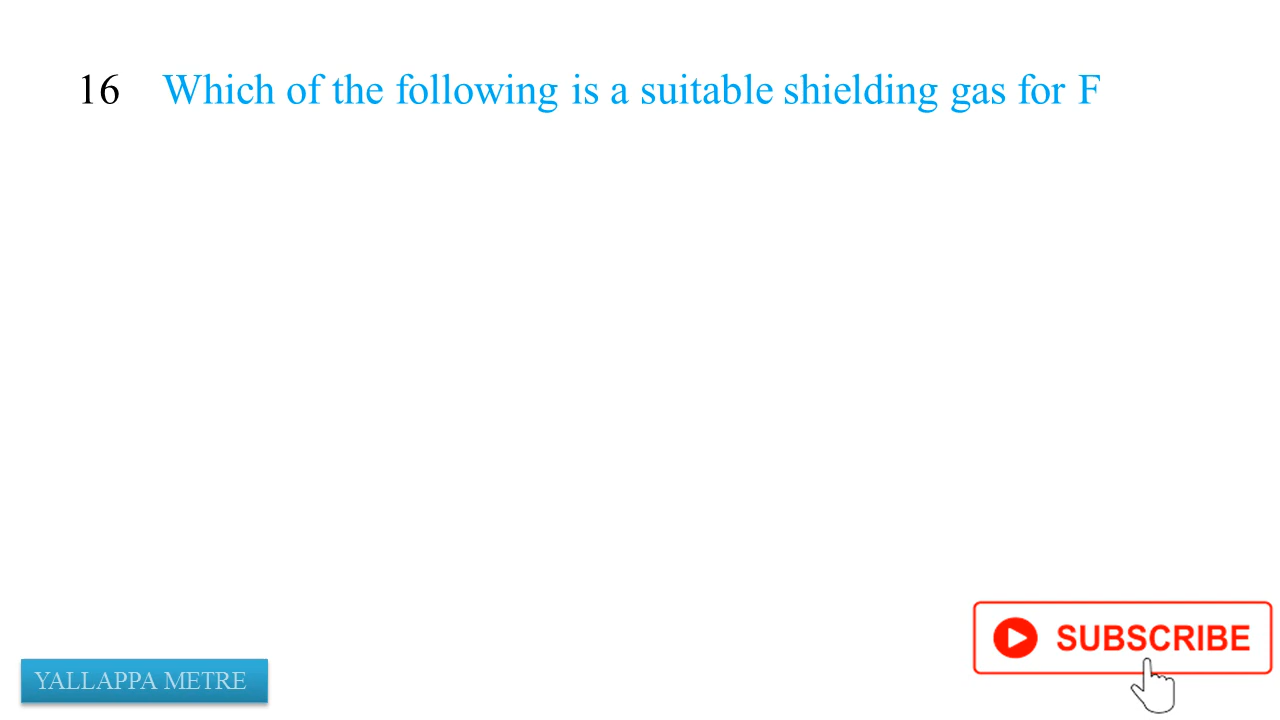 16 Which of the following is a suitable shielding gas for F
SUBSCRIBE
YALLAPPA METRE